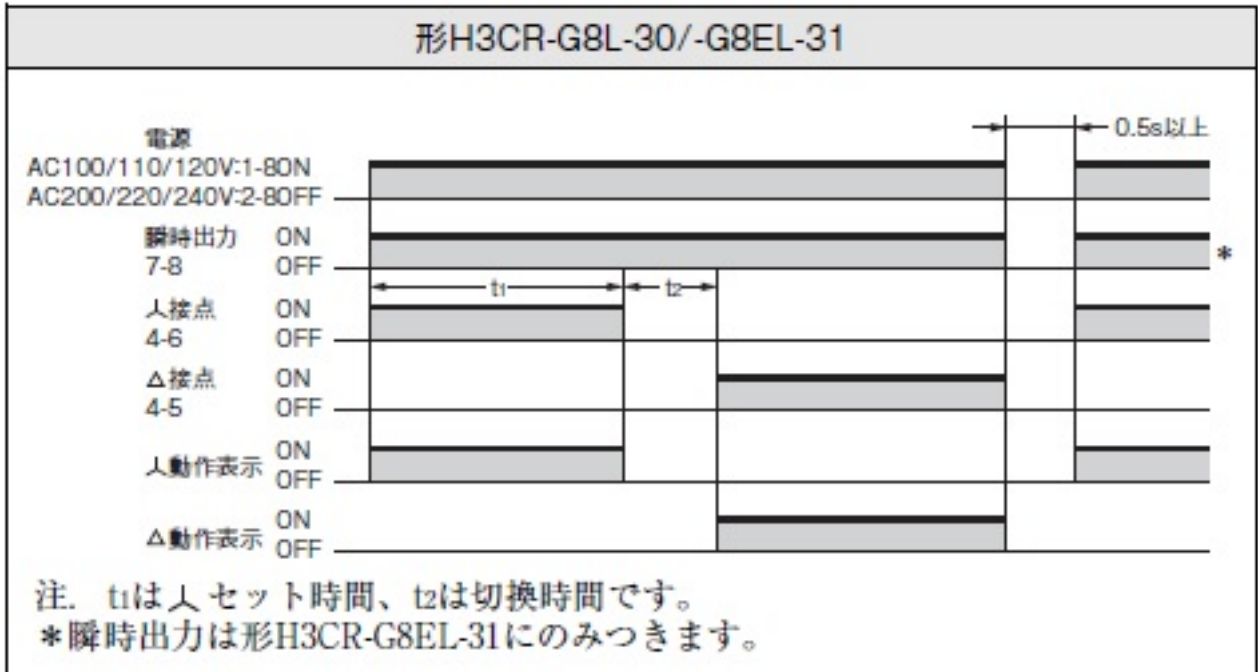 形H3CR-G8L-30/-G8EL-31
0.5s以上
電源
AC100/110/120V:1-8ON
AC200/220/240V:2-8OFF
瞬時出力 ON
7-8 OFF
*
t1 t2
人接点 ON
4-6 OFF
△接点 ON
4-5 OFF
人動作表示 ON
OFF
△動作表示 ON
OFF
注. t1は人セット時間、t2は切換時間です。
*瞬時出力は形H3CR-G8EL-31にのみつきます。